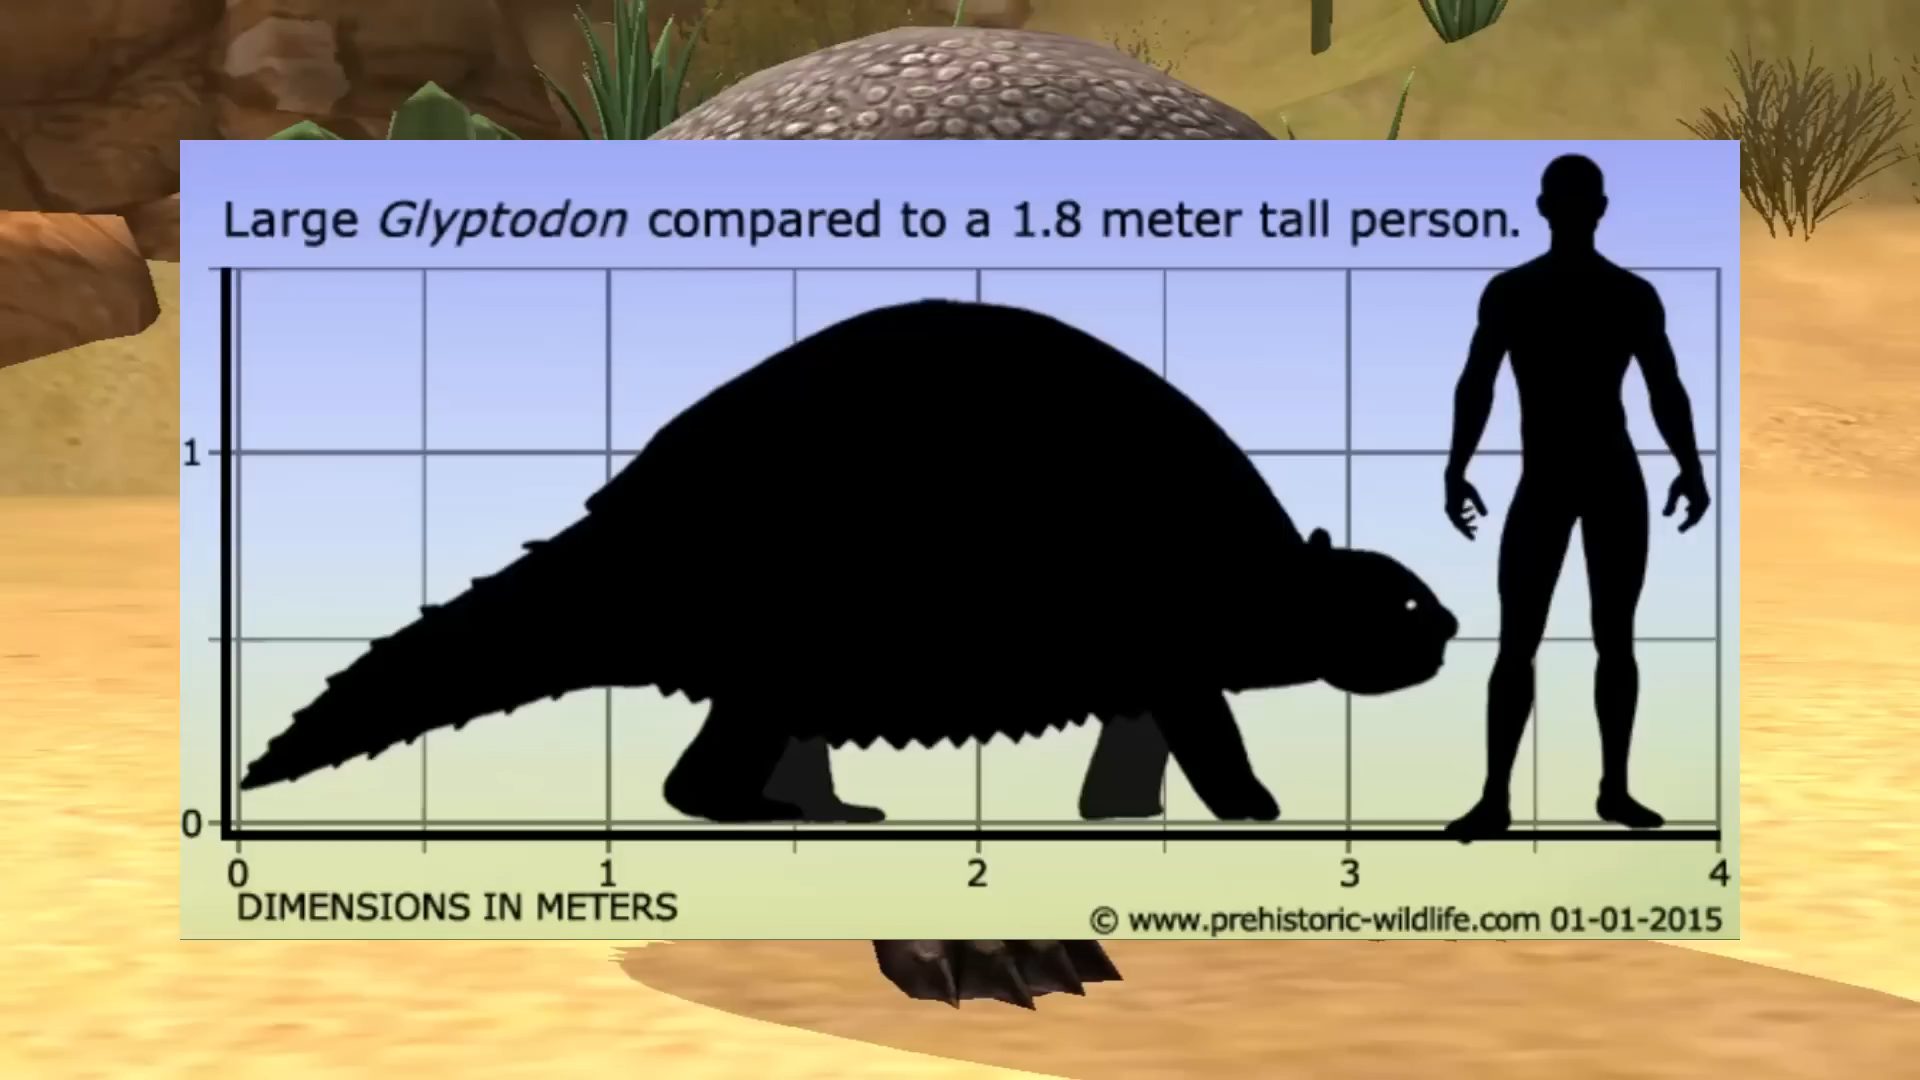 Large Glyptodon compared to a 1.8 meter tall person.
1
0
0 1 2 3 4
DIMENSIONS IN METERS
© www.prehistoric-wildlife.com 01-01-2015